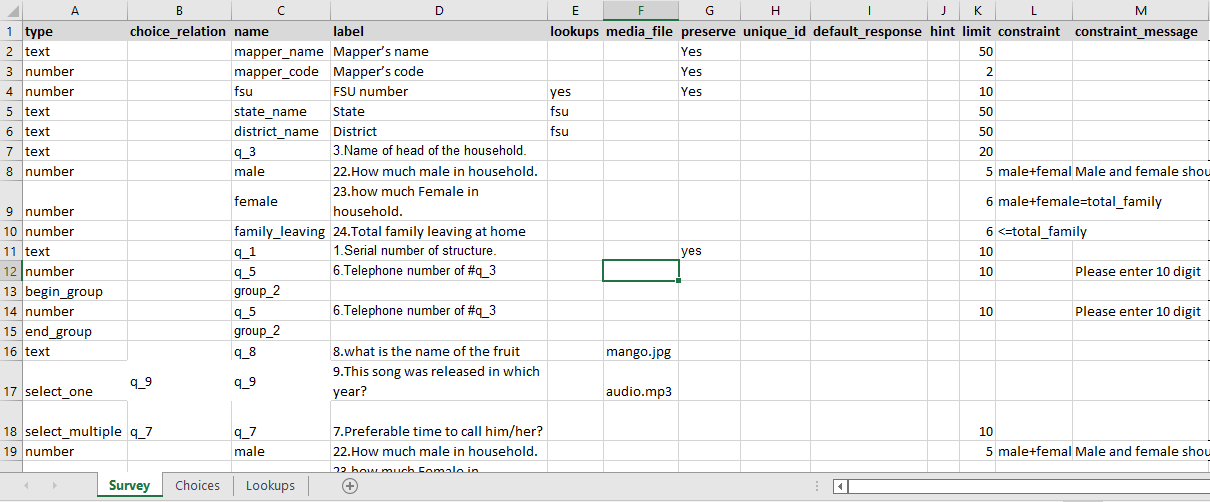 A B C D E F G H I J K L M
1 type choice_relation name label lookups media_file preserve unique_id default_response hint limit constraint constraint_message
2 text mapper_name Mapper’s name Yes 50
3 number mapper_code Mapper’s code Yes 2
4 number fsu FSU number yes Yes 10
5 text state_name State fsu 50
6 text district_name District fsu 50
7 text q_3 3.Name of head of the household. 20
8 number male 22.How much male in household. 5 male+femal Male and female shou
23.how much Female in
9 number female household. 6 male+female=total_family
10 number family_leaving 24.Total family leaving at home 6 <=total_family
11 text q_1 1.Serial number of structure. yes 10
12 number q_5 6.Telephone number of #q_3 10 Please enter 10 digit
13 begin_group group_2
14 number q_5 6.Telephone number of #q_3 10 Please enter 10 digit
15 end_group group_2
16 text q_8 8.what is the name of the fruit mango.jpg
9.This song was released in which
17 select_one q_9 q_9 year? audio.mp3
18 select_multiple q_7 q_7 7.Preferable time to call him/her? 10
19 number male 22.How much male in household. 5 male+femal Male and female shou
23.how much Female in
Survey Choices Lookups